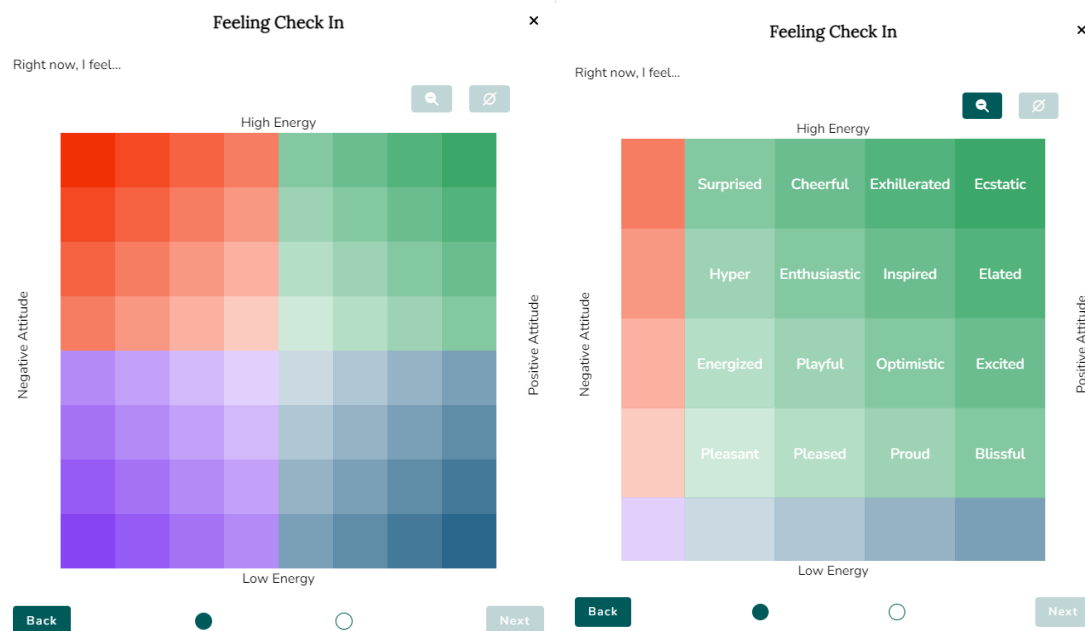 Feeling Check In
×
Right now, I feel...
High Energy
Negative Attitude
Positive Attitude
Low Energy
Back
Next
Feeling Check In
×
Right now, I feel...
High Energy
Negative Attitude
Surprised Cheerful Exhillerated Ecstatic
Hyper Enthusiastic Inspired Elated
Energized Playful Optimistic Excited
Pleasant Pleased Proud Blissful
Positive Attitude
Low Energy
Back
Next